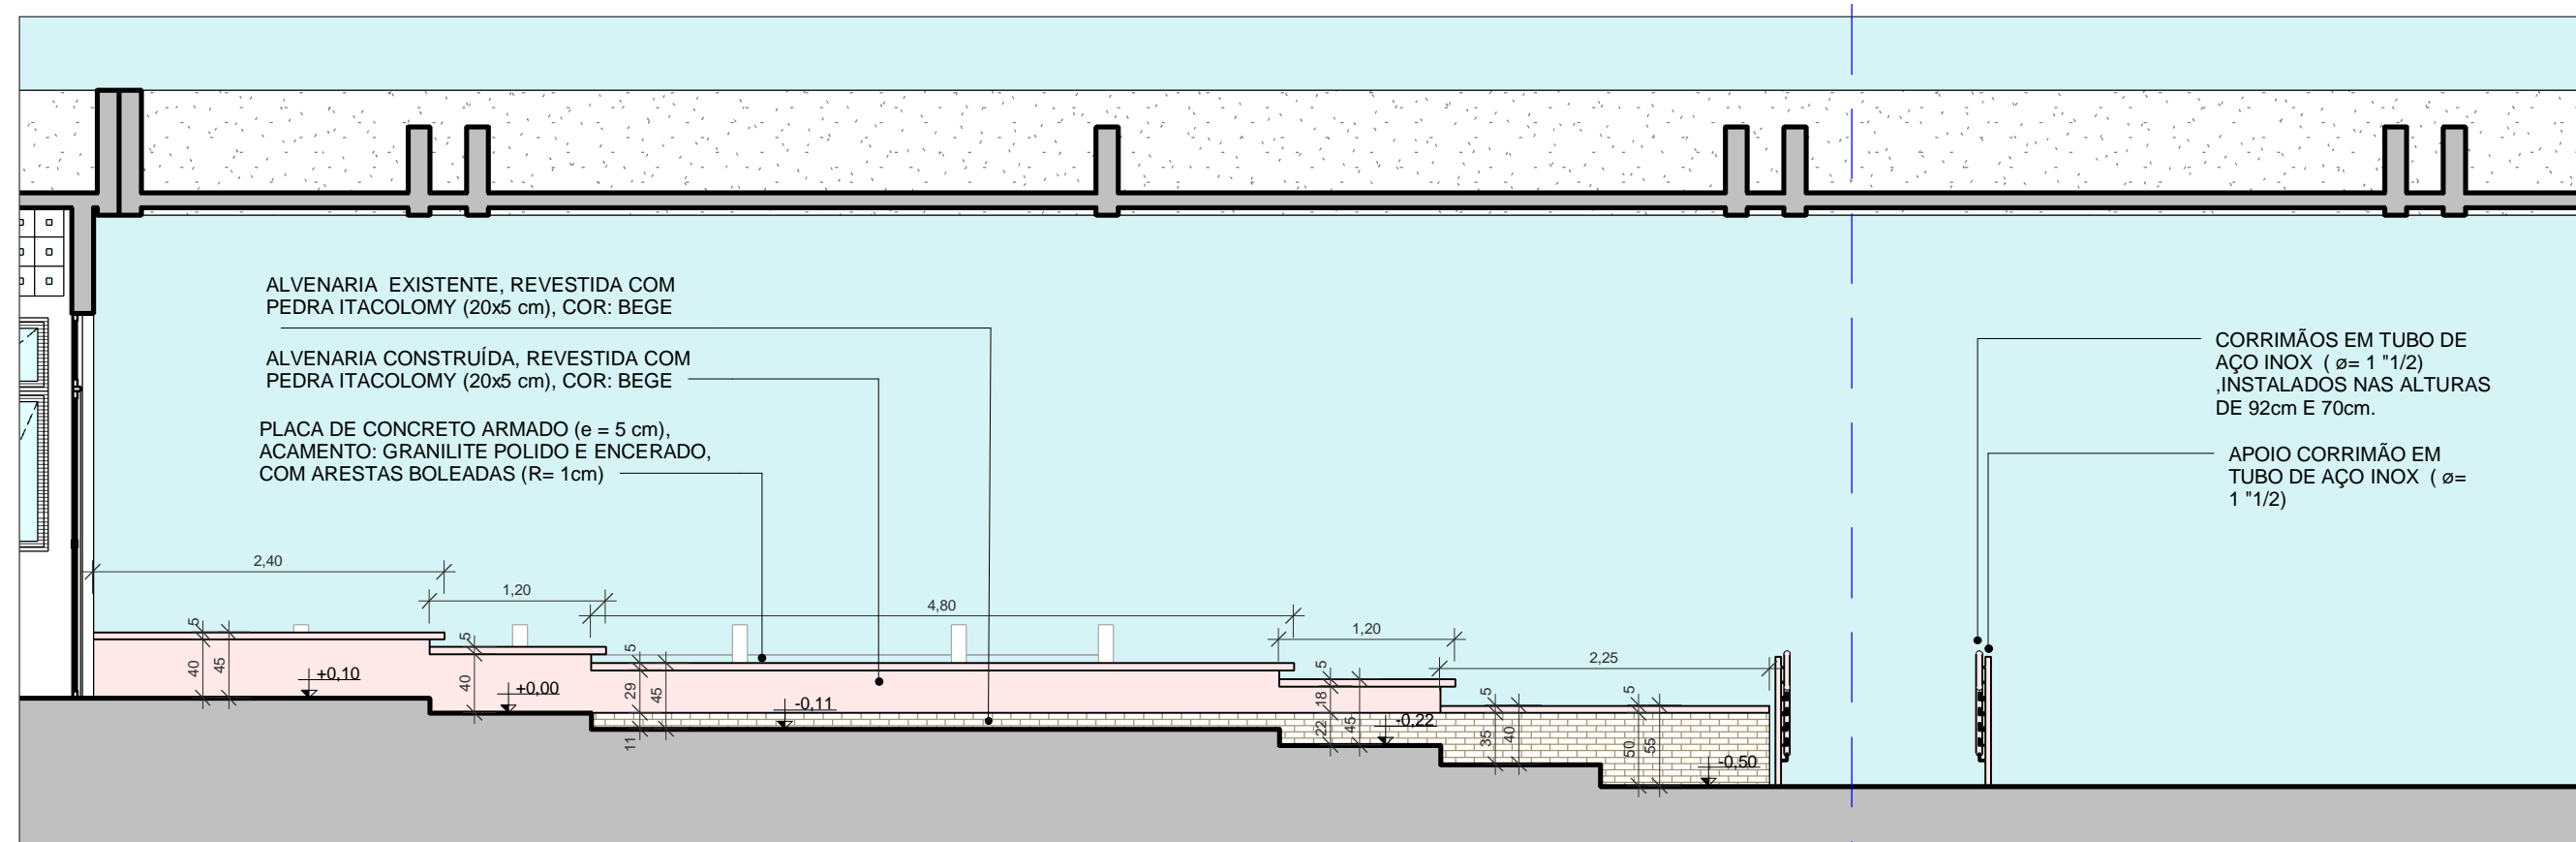 ALVENARIA  EXISTENTE, REVESTIDA COM
PEDRA ITACOLOMY (20x5 cm), COR: BEGE
ALVENARIA CONSTRUÍDA, REVESTIDA COM
PEDRA ITACOLOMY (20x5 cm), COR: BEGE
PLACA DE CONCRETO ARMADO (e = 5 cm),
ACAMENTO: GRANILITE POLIDO E ENCERADO,
COM ARESTAS BOLEADAS (R= 1cm)
CORRIMÃOS EM TUBO DE
AÇO INOX  ( ø= 1 "1/2)
,INSTALADOS NAS ALTURAS
DE 92cm E 70cm.
APOIO CORRIMÃO EM
TUBO DE AÇO INOX  ( ø=
1 "1/2)
2,40
1,20
4,80
1,20
2,25
5
40
45
+0,10
5
40
+0,00
5
29
45
11
-0,11
5
18
22
45
-0,22
5
35
40
5
50
55
-0,50